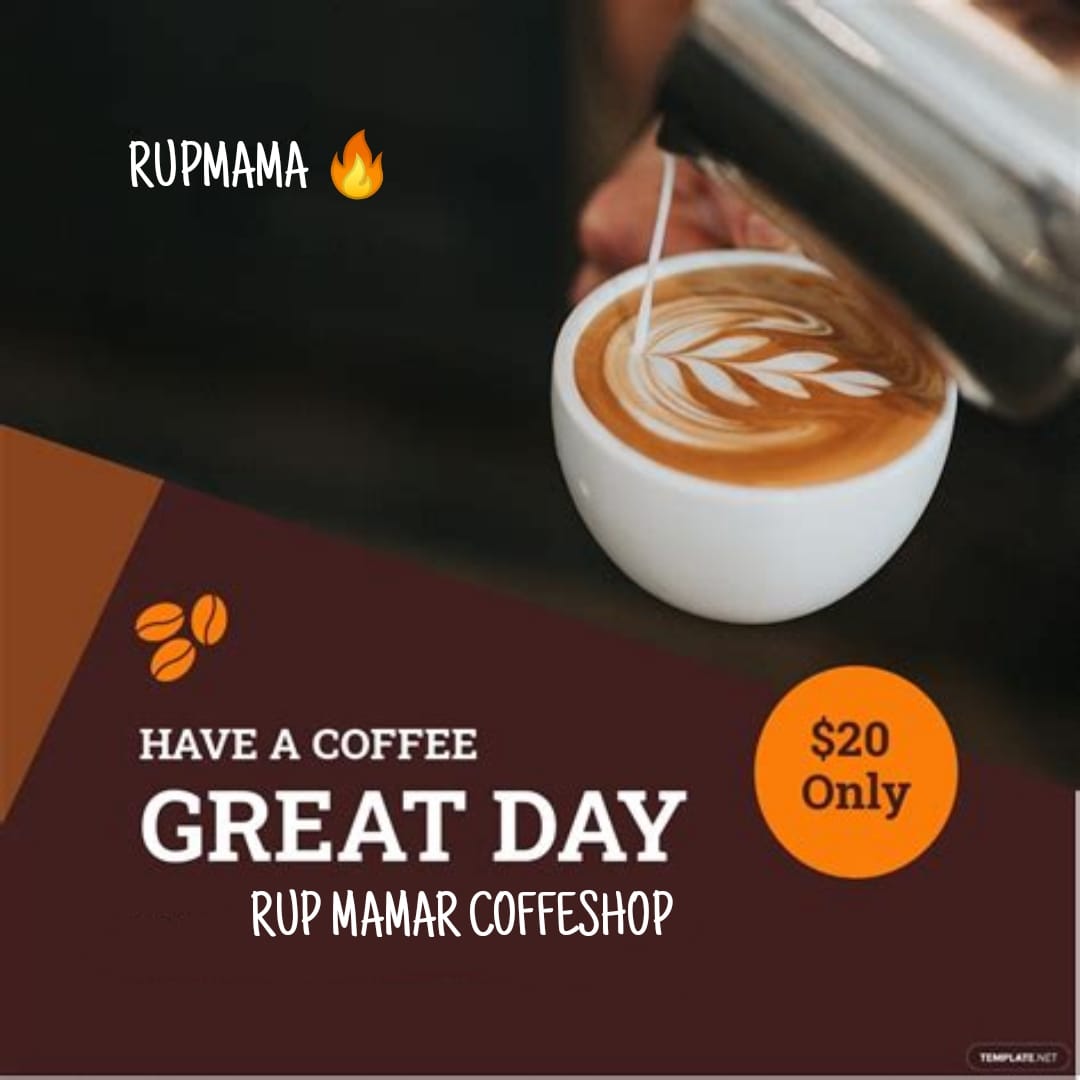 RUPMAMA 🔥
HAVE A COFFEE
GREAT DAY
RUP MAMAR COFFESHOP
$20
Only
TEMPLATE.NET